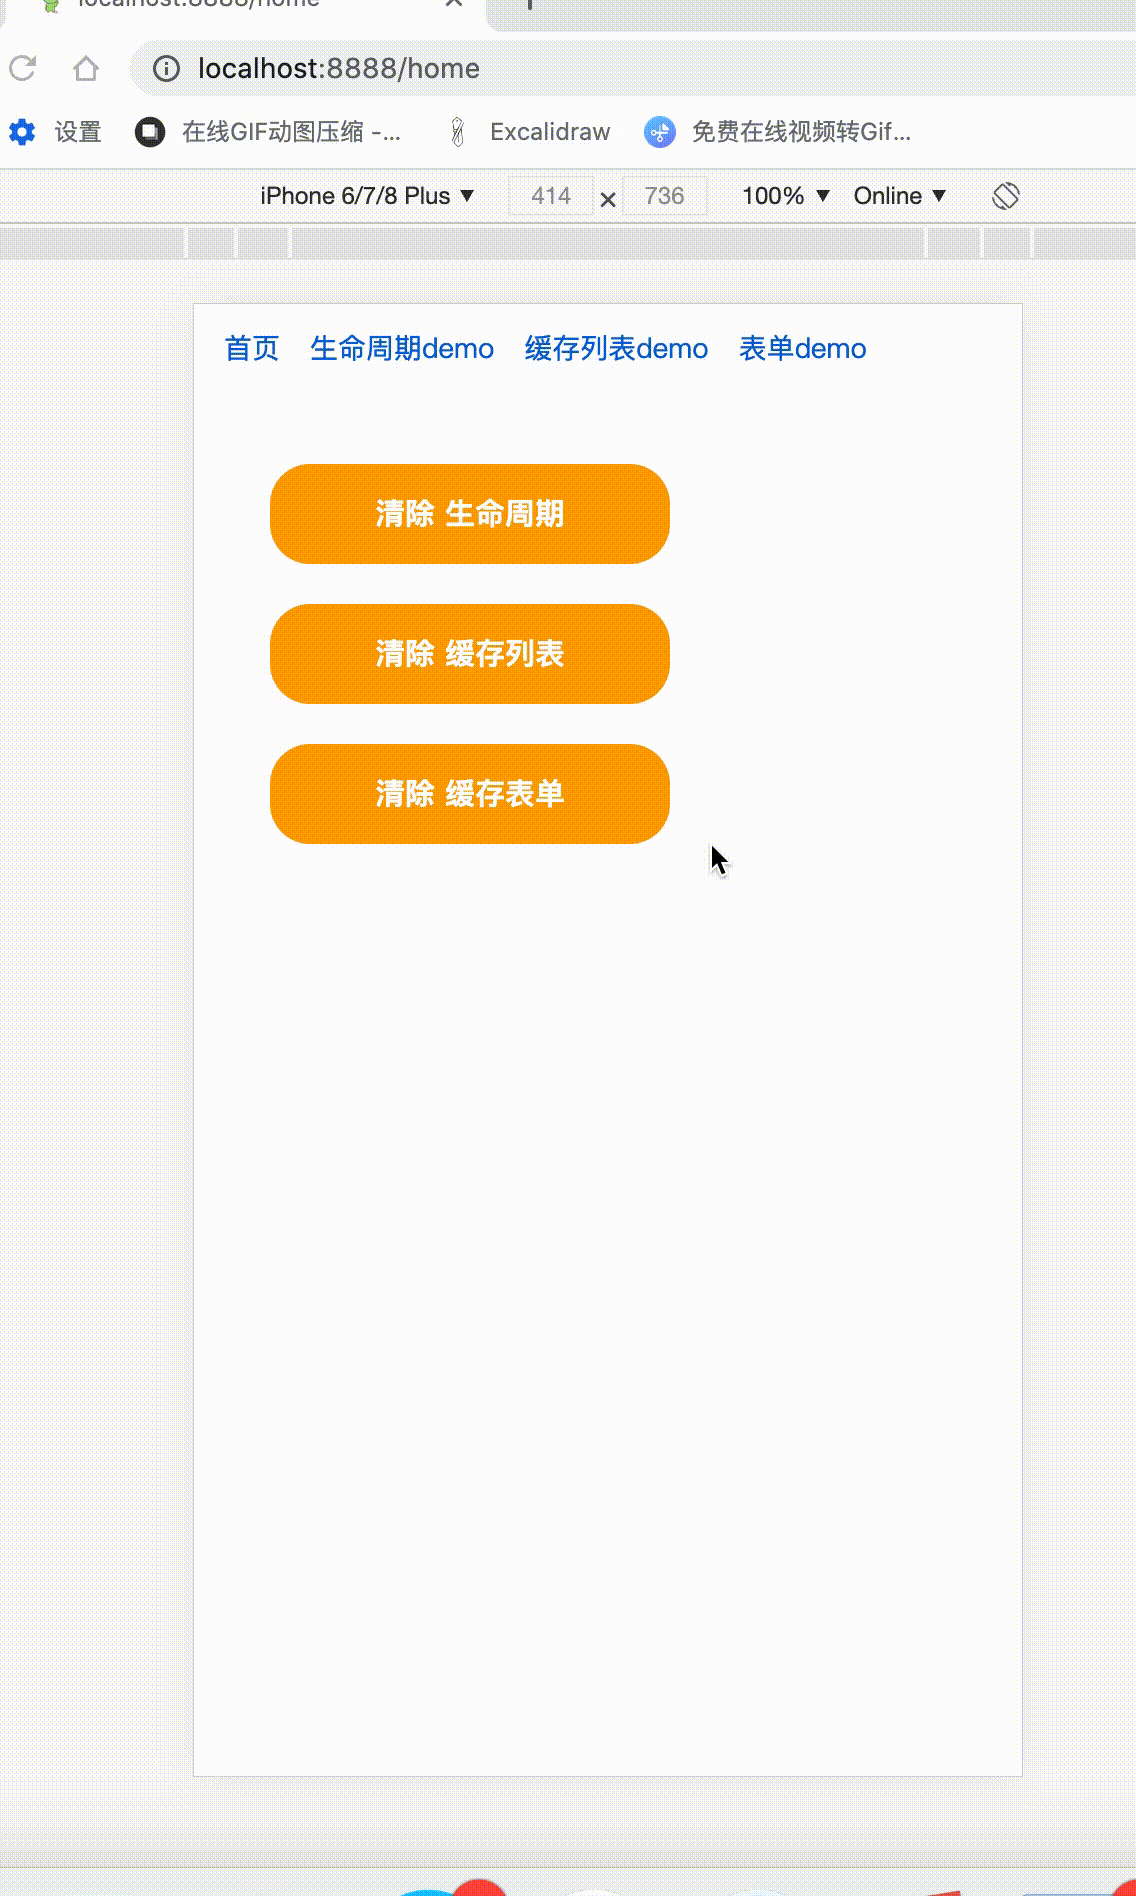 localhost:8888/home
localhost:8888/home
设置 在线GIF动图压缩 -... Excalidraw 免费在线视频转Gif...
iPhone 6/7/8 Plus ▼ 414 × 736 100% ▼ Online ▼
首页 生命周期demo 缓存列表demo 表单demo
清除 生命周期
清除 缓存列表
清除 缓存表单